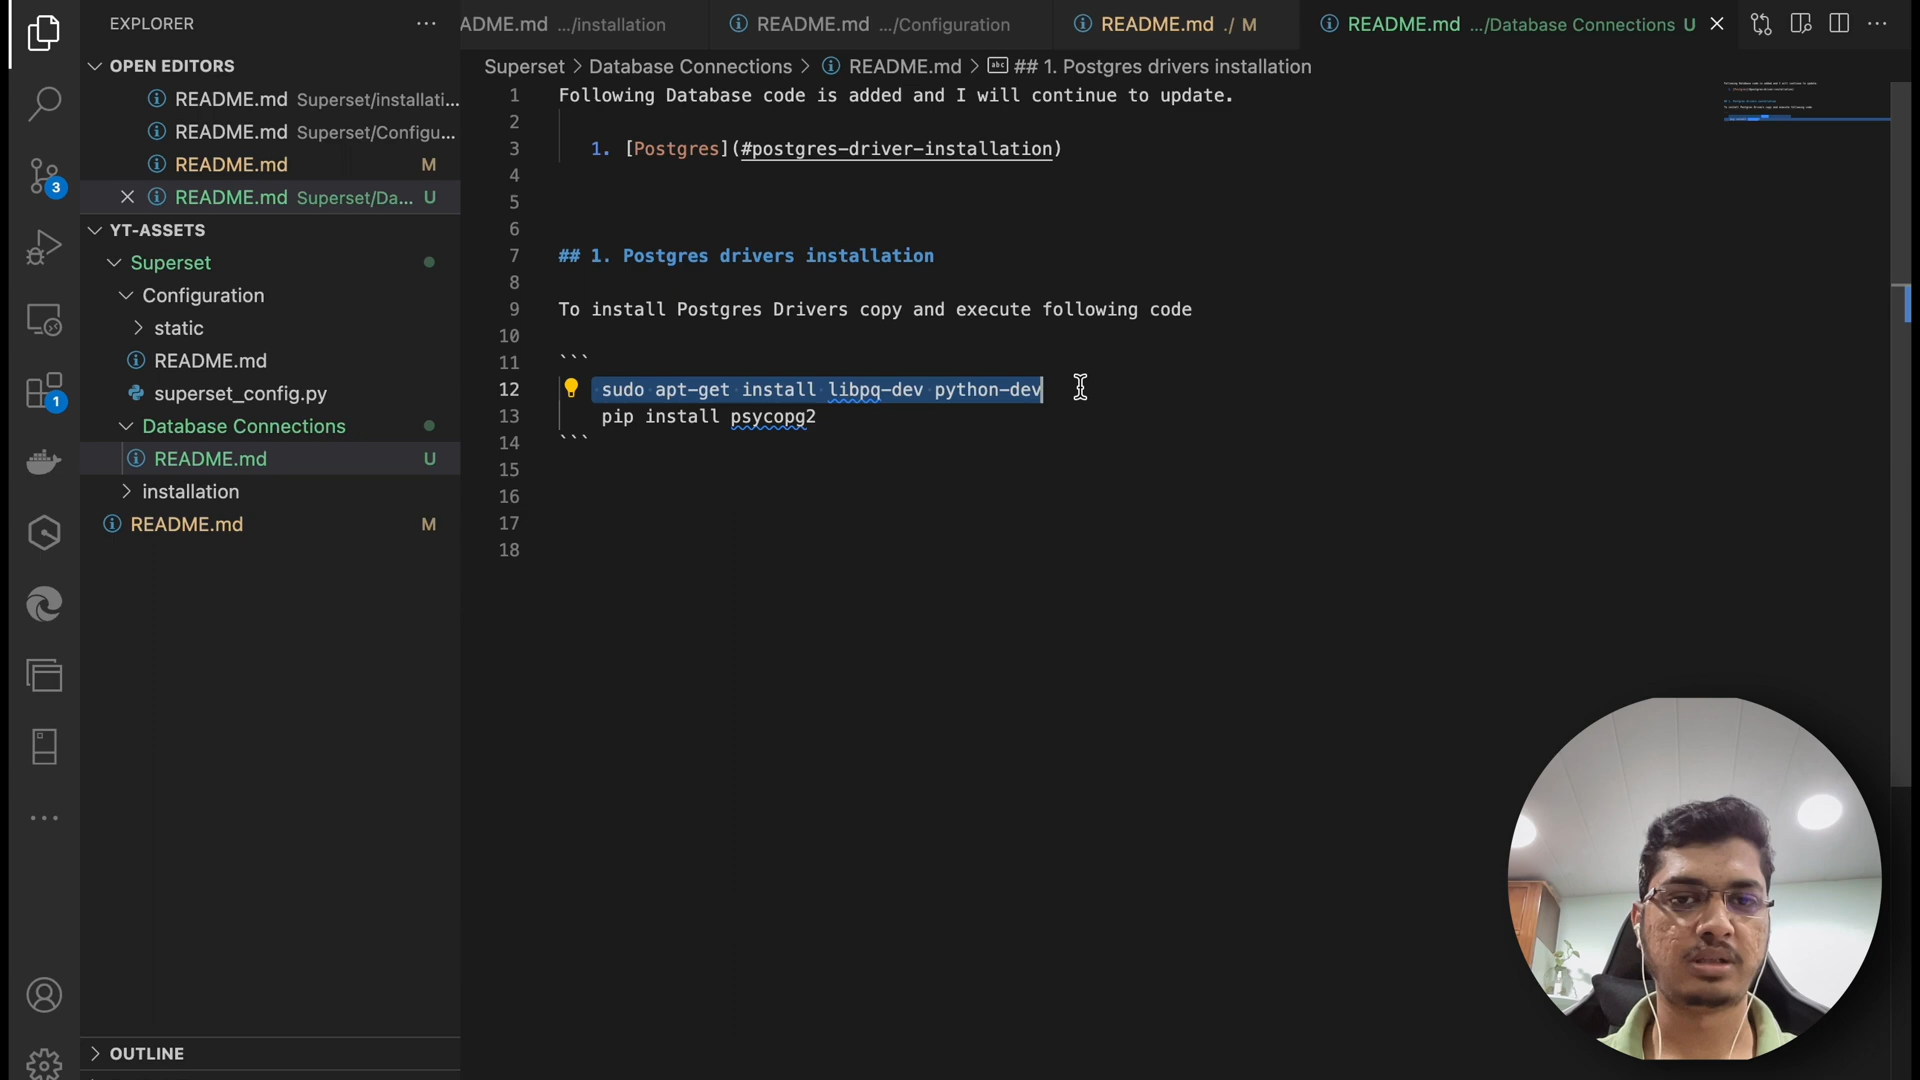 EXPLORER
ADME.md .../installation
README.md .../Configuration
README.md ./ M
README.md .../Database Connections U
OPEN EDITORS
README.md Superset/installati...
README.md Superset/Configu...
README.md M
README.md Superset/Da... U
YT-ASSETS
Superset
Configuration
static
README.md
superset_config.py
Database Connections
README.md U
installation
README.md M
OUTLINE
3
1
Superset > Database Connections > README.md > abc ## 1. Postgres drivers installation
1 Following Database code is added and I will continue to update.
2
3 1. [Postgres](#postgres-driver-installation)
4
5
6
7 ## 1. Postgres drivers installation
8
9 To install Postgres Drivers copy and execute following code
10
11 ```
12 sudo apt-get install libpq-dev python-dev
13 pip install psycopg2
14 ```
15
16
17
18